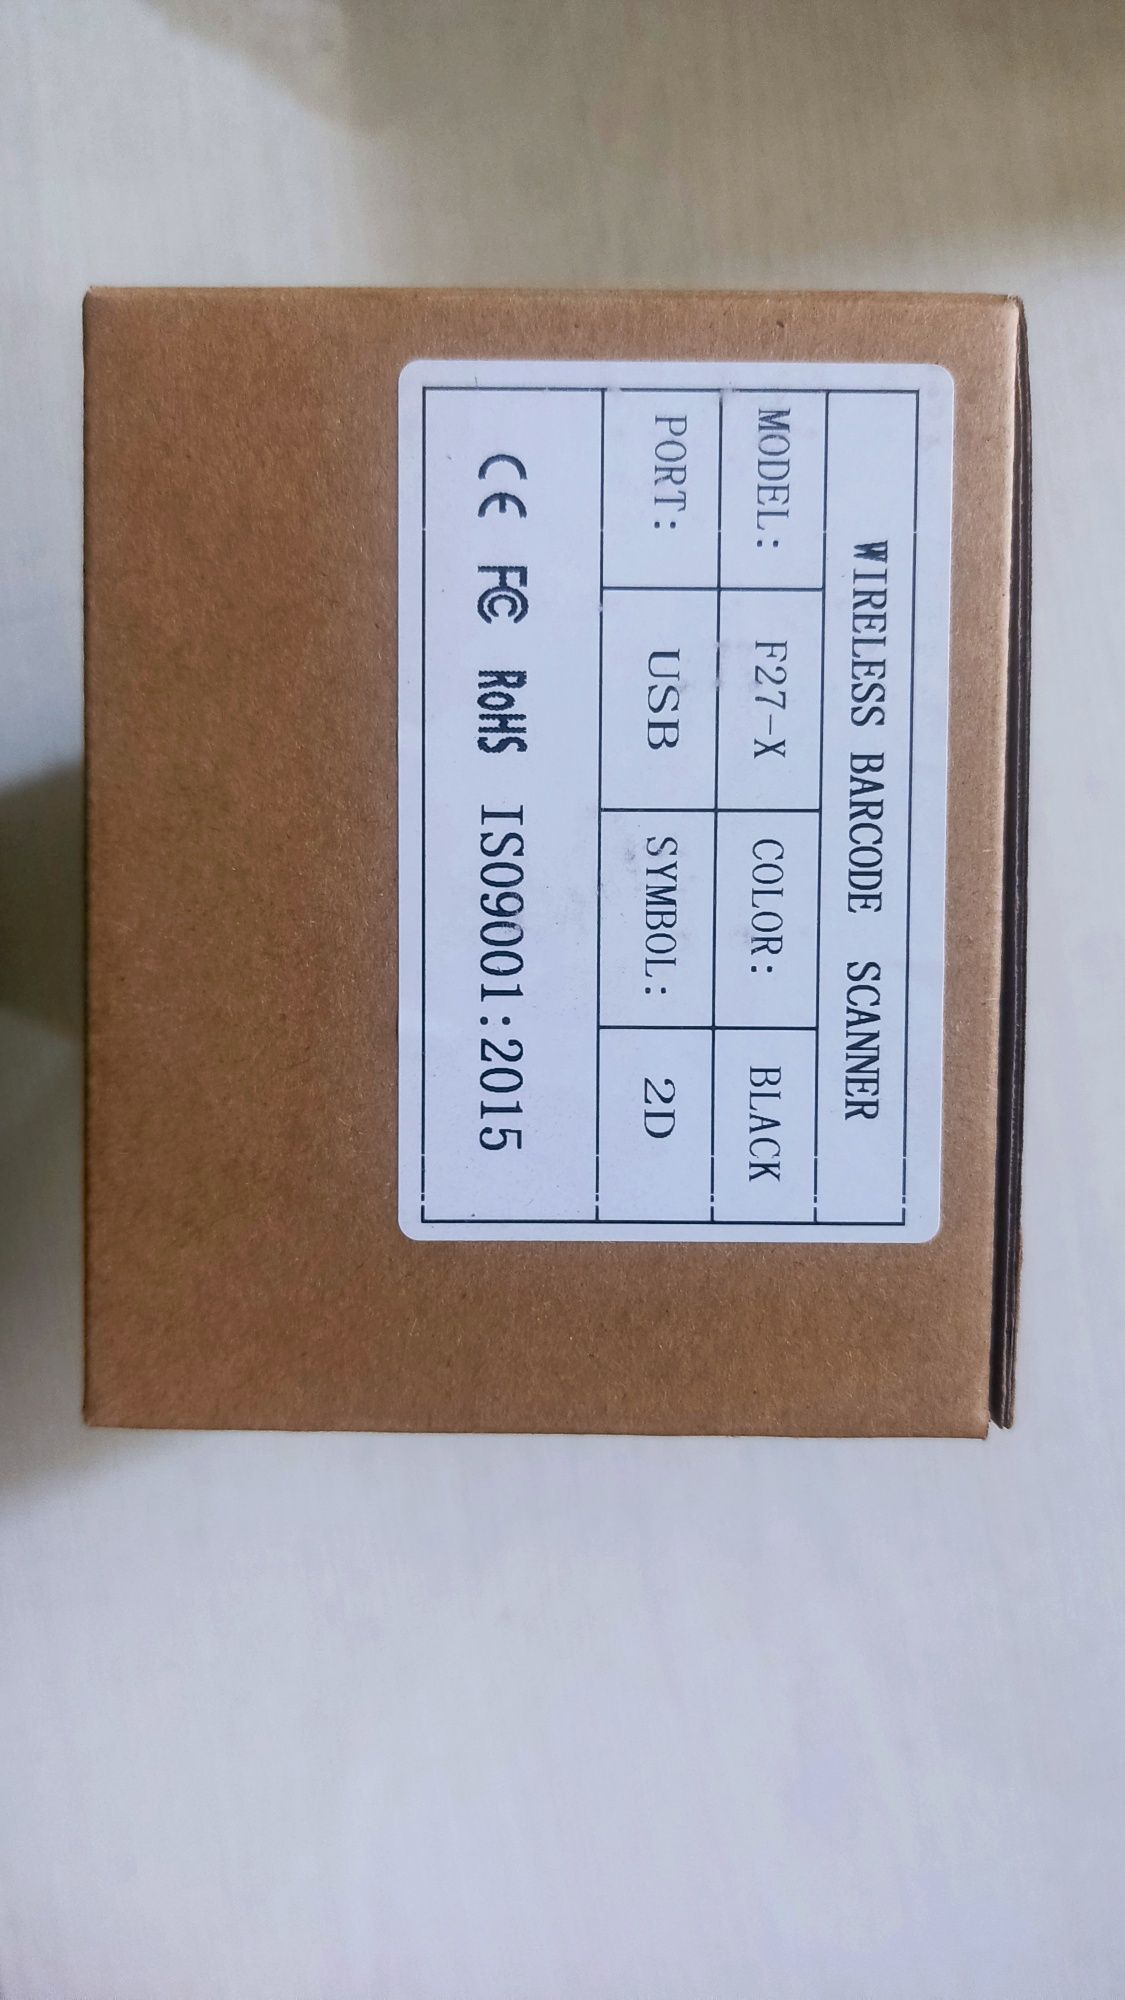 WIRELESS BARCODE SCANNER
MODEL: F27-X COLOR: BLACK
PORT: USB SYMBOL: 2D
CE FC RoHS ISO9001:2015